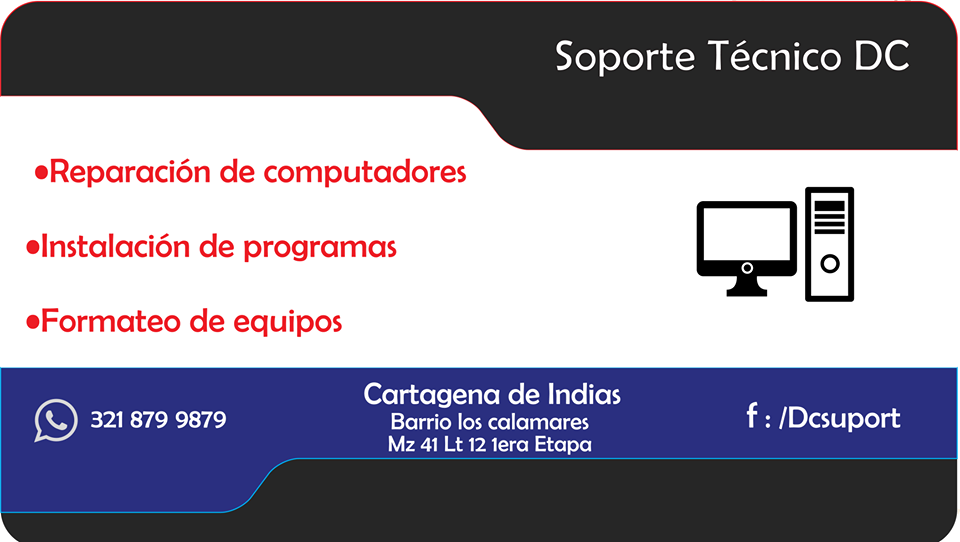 Soporte Técnico DC
•Reparación de computadores
•Instalación de programas
•Formateo de equipos
321 879 9879
Cartagena de Indias
Barrio los calamares
Mz 41 Lt 12 1era Etapa
f : /Dcsuport